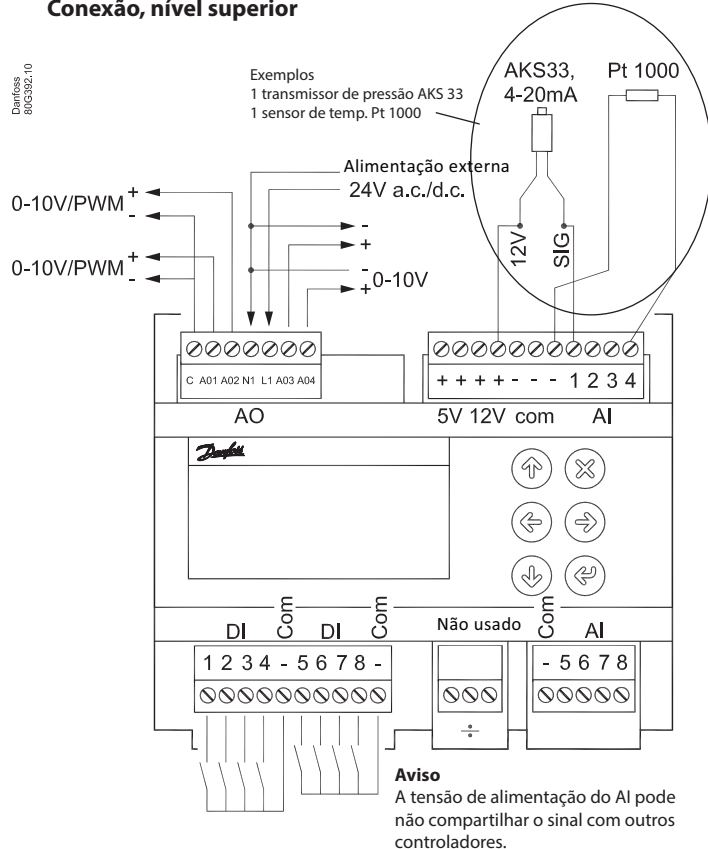 Conexão, nível superior
Danfoss
80G392.10
Exemplos
1 transmissor de pressão AKS 33
1 sensor de temp. Pt 1000
AKS33,
4-20mA
Pt 1000
Alimentação externa
24V a.c./d.c.
0-10V/PWM + -
0-10V/PWM + -
- +
- + 0-10V
12V
SIG
C A01 A02 N1 L1 A03 A04
+ + + + - - - 1 2 3 4
AO
5V 12V com AI
Danfoss
DI Com DI Com
Não usado
Com AI
1 2 3 4 - 5 6 7 8 -
- 5 6 7 8
÷
Aviso
A tensão de alimentação do AI pode
não compartilhar o sinal com outros
controladores.